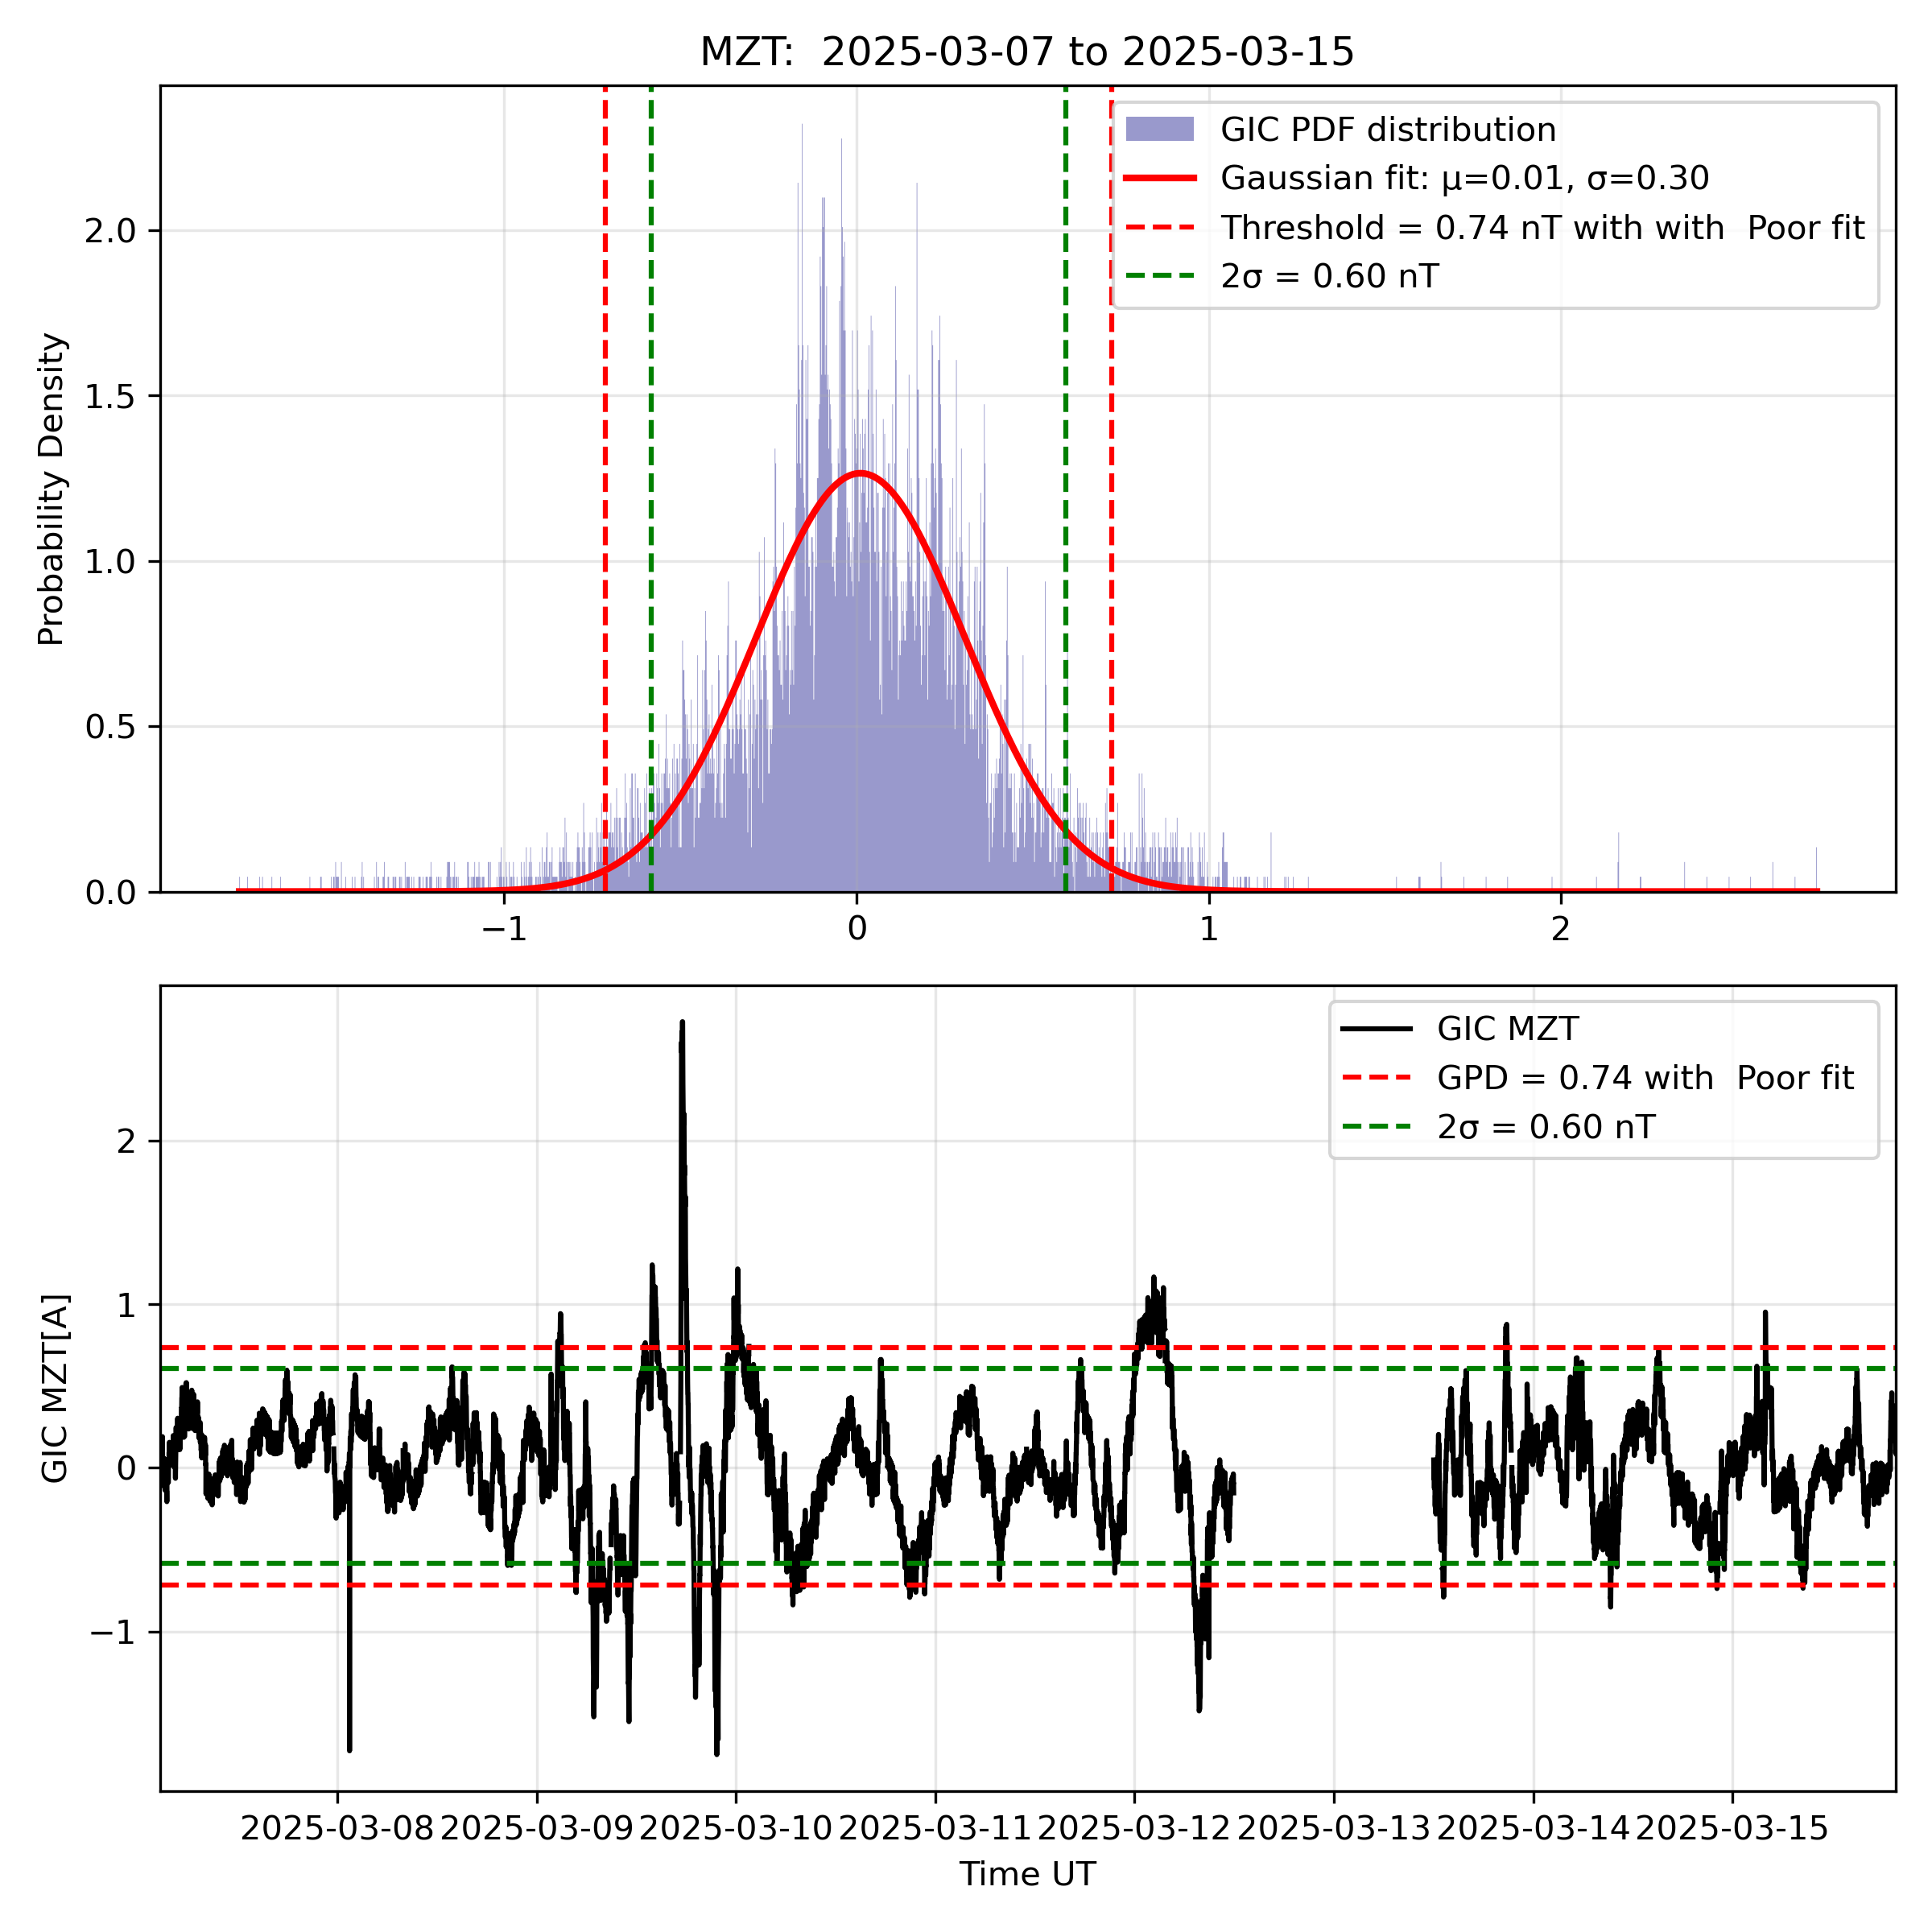 MZT:  2025-03-07 to 2025-03-15
GIC PDF distribution
Gaussian fit: μ=0.01, σ=0.30
Threshold = 0.74 nT with with  Poor fit
2σ = 0.60 nT
Probability Density
2.0
1.5
1.0
0.5
0.0
−1 0 1 2
GIC MZT
GPD = 0.74 with  Poor fit
2σ = 0.60 nT
GIC MZT[A]
2
1
0
−1
2025-03-08 2025-03-09 2025-03-10 2025-03-11 2025-03-12 2025-03-13 2025-03-14 2025-03-15
Time UT